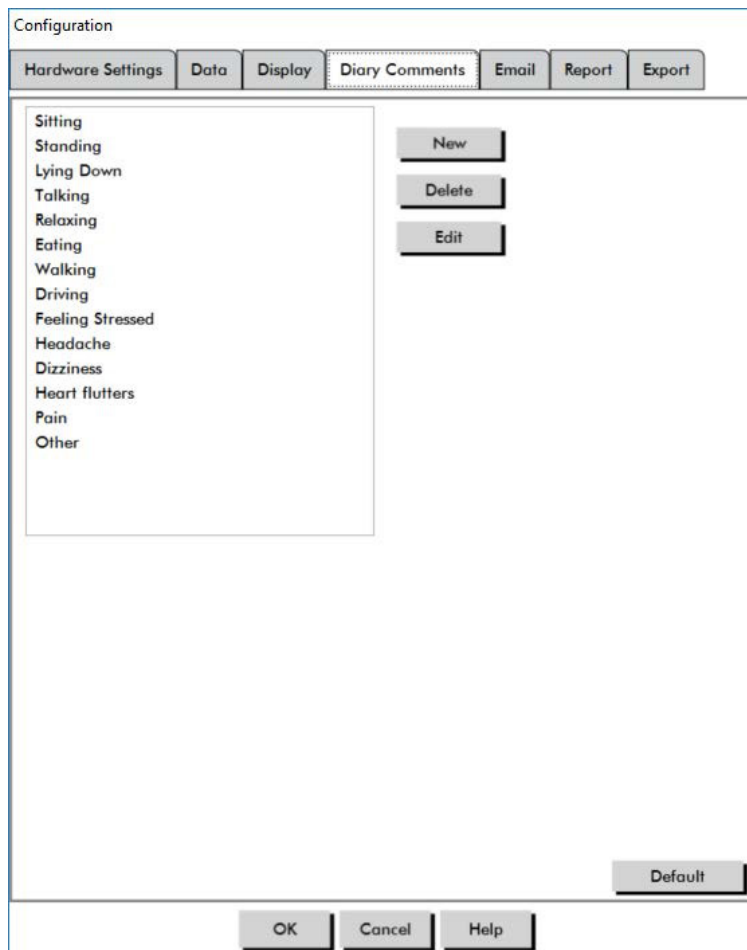 Configuration
Hardware Settings Data Display Diary Comments Email Report Export
Sitting
Standing
Lying Down
Talking
Relaxing
Eating
Walking
Driving
Feeling Stressed
Headache
Dizziness
Heart flutters
Pain
Other
New
Delete
Edit
Default
OK Cancel Help